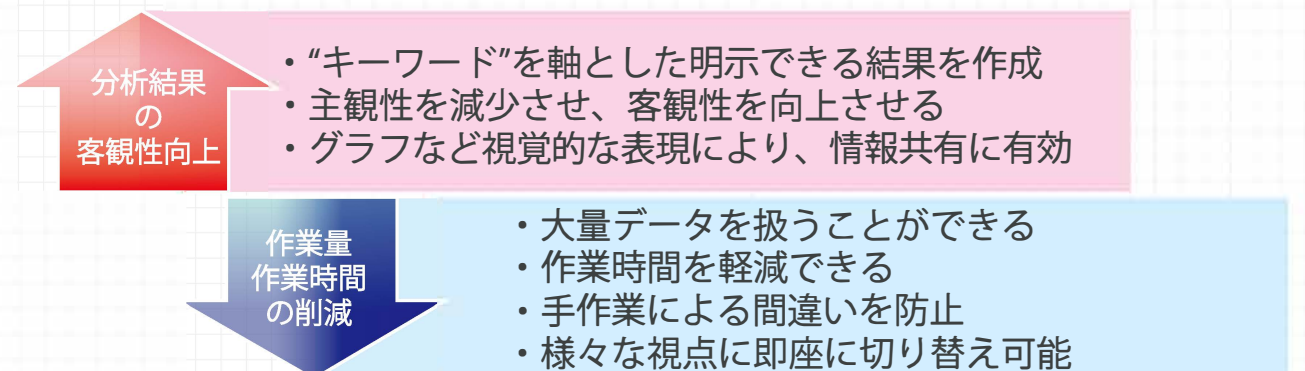 分析結果
の
客観性向上
・“キーワード”を軸とした明示できる結果を作成
・主観性を減少させ、客観性を向上させる
・グラフなど視覚的な表現により、情報共有に有効
作業量
作業時間
の削減
・大量データを扱うことができる
・作業時間を軽減できる
・手作業による間違いを防止
・様々な視点に即座に切り替え可能